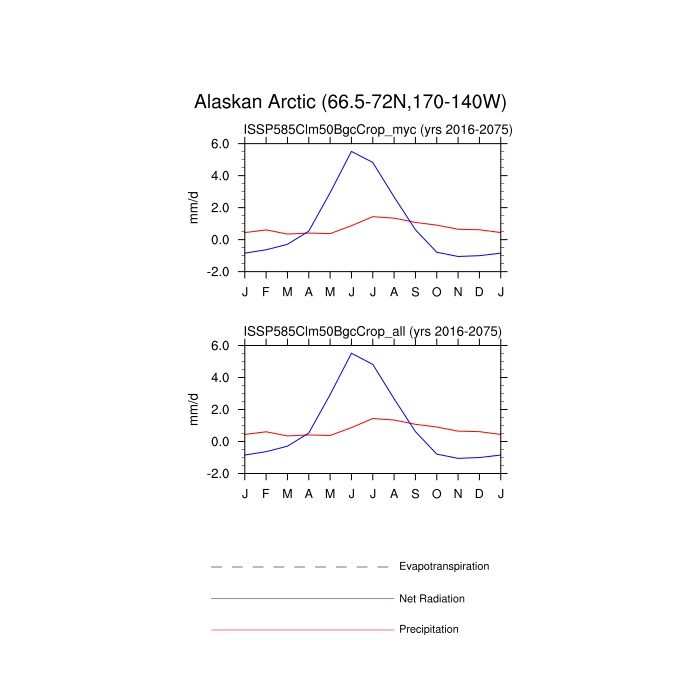 Alaskan Arctic (66.5-72N,170-140W)
ISSP585Clm50BgcCrop_myc (yrs 2016-2075)
6.0
4.0
2.0
0.0
-2.0
mm/d
J F M A M J J A S O N D J
ISSP585Clm50BgcCrop_all (yrs 2016-2075)
6.0
4.0
2.0
0.0
-2.0
mm/d
J F M A M J J A S O N D J
Evapotranspiration
Net Radiation
Precipitation